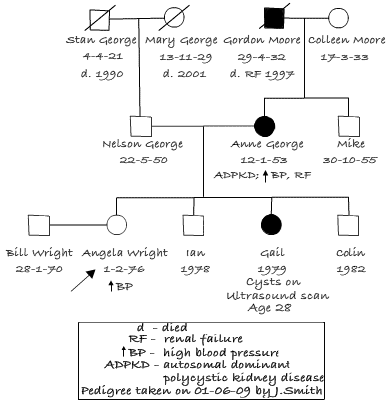 Stan George Mary George Gordon Moore Colleen Moore
4-4-21 13-11-29 29-4-32 17-3-33
d. 1990 d. 2001 d. RF 1997
Nelson George Anne George Mike
22-5-50 12-1-53 30-10-55
ADPKD; ↑BP, RF
Bill Wright Angela Wright Ian Gail Colin
28-1-70 1-2-76 1978 1979 1982
↑BP Cysts on
Ultrasound scan
Age 28
d - died
RF - renal failure
↑BP - high blood pressure
ADPKD - autosomal dominant
polycystic kidney disease
Pedigree taken on 01-06-09 by J.Smith